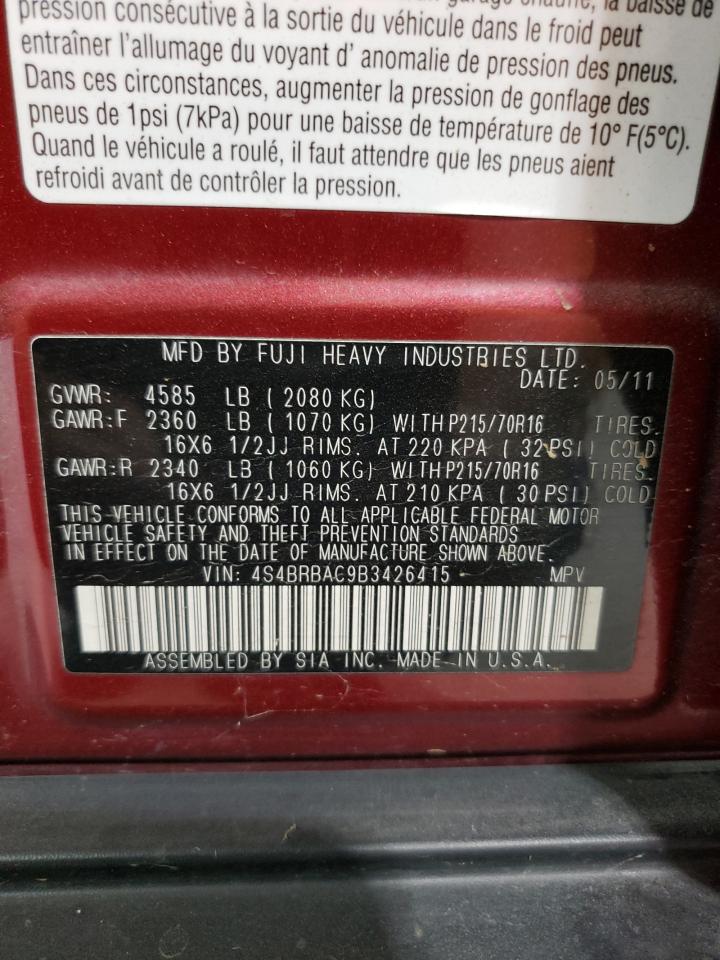 pression consécutive à la sortie du véhicule dans le froid peut
entraîner l'allumage du voyant d' anomalie de pression des pneus.
Dans ces circonstances, augmenter la pression de gonflage des
pneus de 1psi (7kPa) pour une baisse de température de 10° F(5°C).
Quand le véhicule a roulé, il faut attendre que les pneus aient
refroidi avant de contrôler la pression.
MFD BY FUJI HEAVY INDUSTRIES LTD.
DATE: 05/11
GVWR: 4585 LB ( 2080 KG)
GAWR:F 2360 LB ( 1070 KG) WITH P215/70R16 TIRES.
16X6 1/2JJ RIMS. AT 220 KPA ( 32 PSI) COLD
GAWR:R 2340 LB ( 1060 KG) WITH P215/70R16 TIRES.
16X6 1/2JJ RIMS. AT 210 KPA ( 30 PSI) COLD
THIS VEHICLE CONFORMS TO ALL APPLICABLE FEDERAL MOTOR
VEHICLE SAFETY AND THEFT PREVENTION STANDARDS
IN EFFECT ON THE DATE OF MANUFACTURE SHOWN ABOVE.
VIN: 4S4BRBAC9B3426415 MPV
ASSEMBLED BY SIA INC. MADE IN U.S.A.